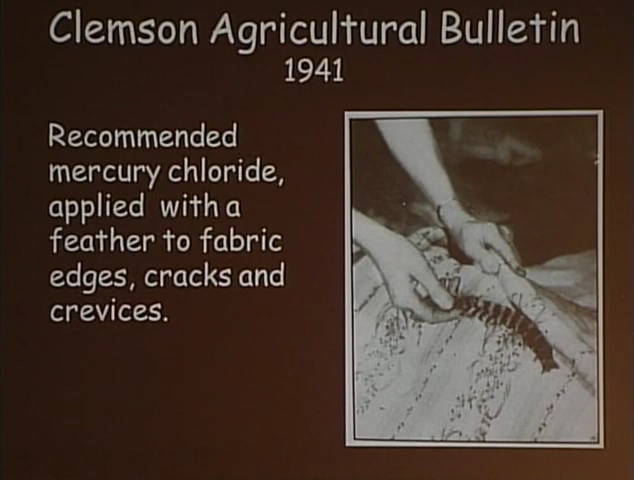 Clemson Agricultural Bulletin
1941
Recommended
mercury chloride,
applied with a
feather to fabric
edges, cracks and
crevices.